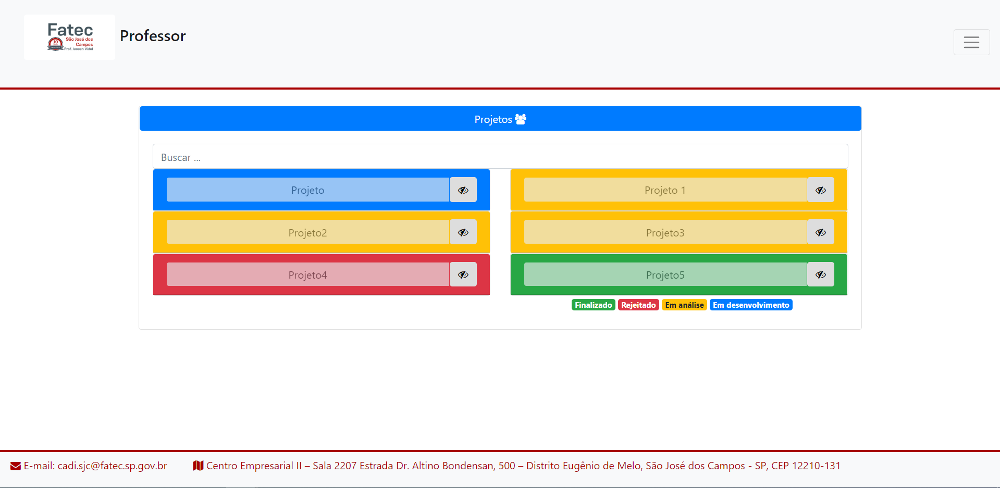 Fatec
São José dos
Campos
10
Prof. Jessen Vidal
Professor
Projetos
Buscar ...
Projeto
Projeto 1
Projeto2
Projeto3
Projeto4
Projeto5
Finalizado Rejeitado Em análise Em desenvolvimento
E-mail: cadi.sjc@fatec.sp.gov.br Centro Empresarial II – Sala 2207 Estrada Dr. Altino Bondensan, 500 – Distrito Eugênio de Melo, São José dos Campos - SP, CEP 12210-131